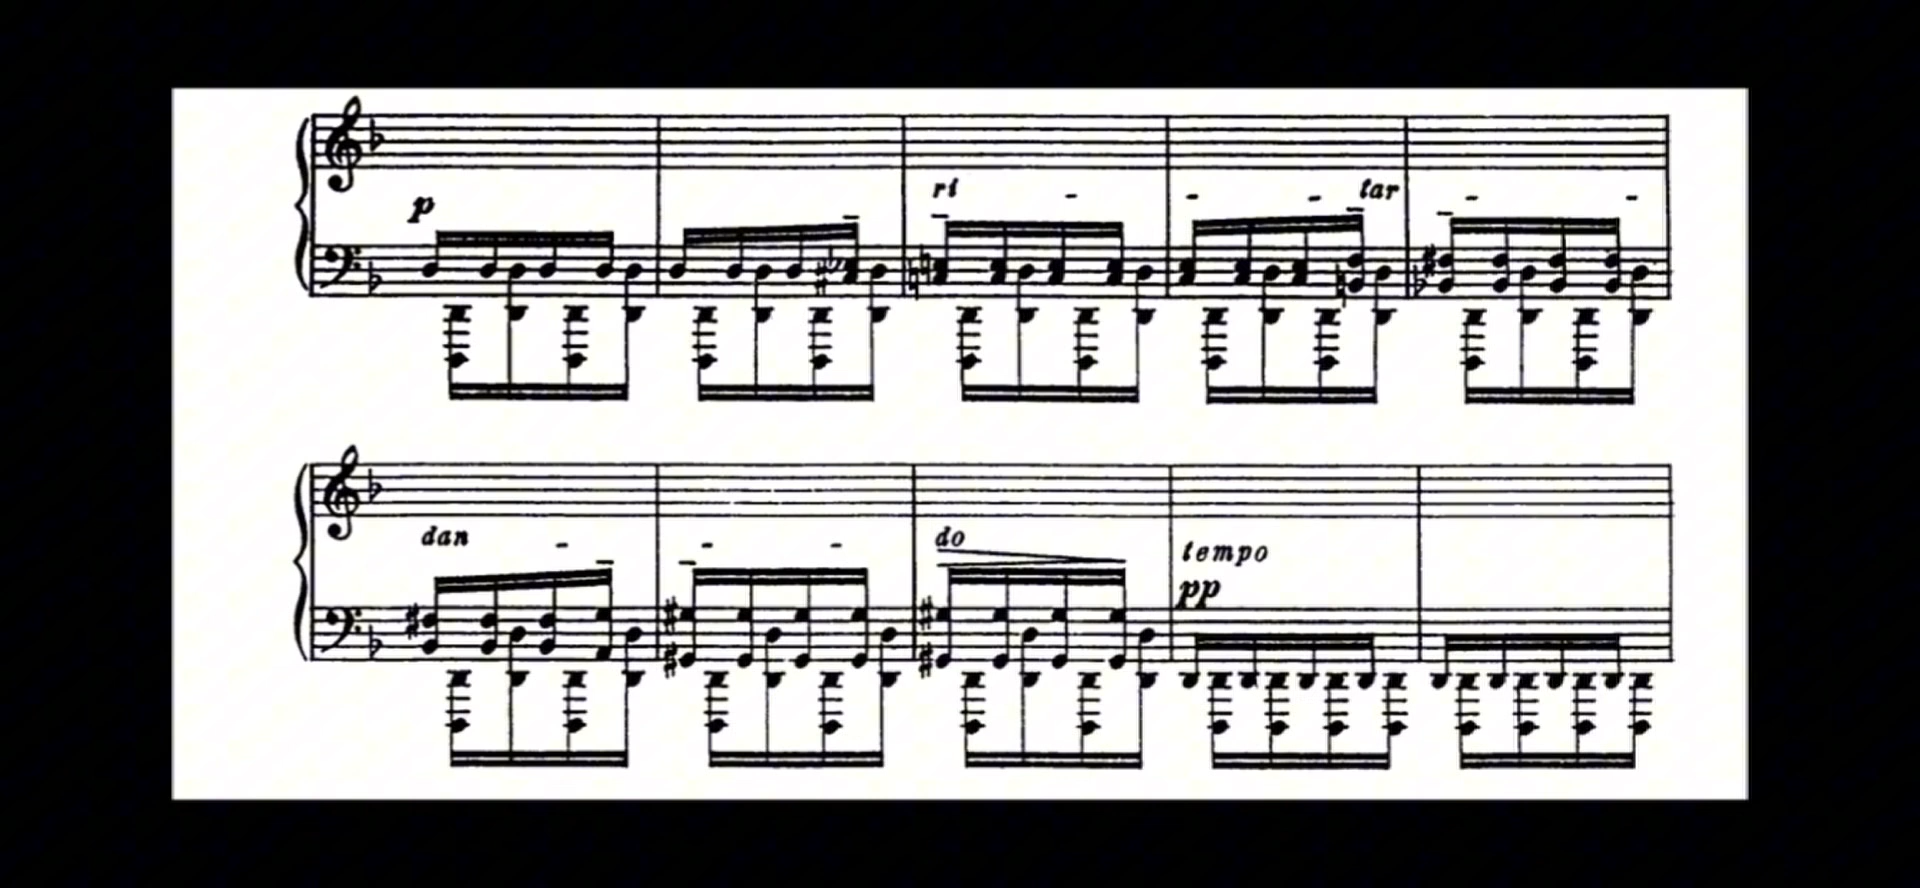 p
ri - - - tar - -
dan - - - do
tempo
pp